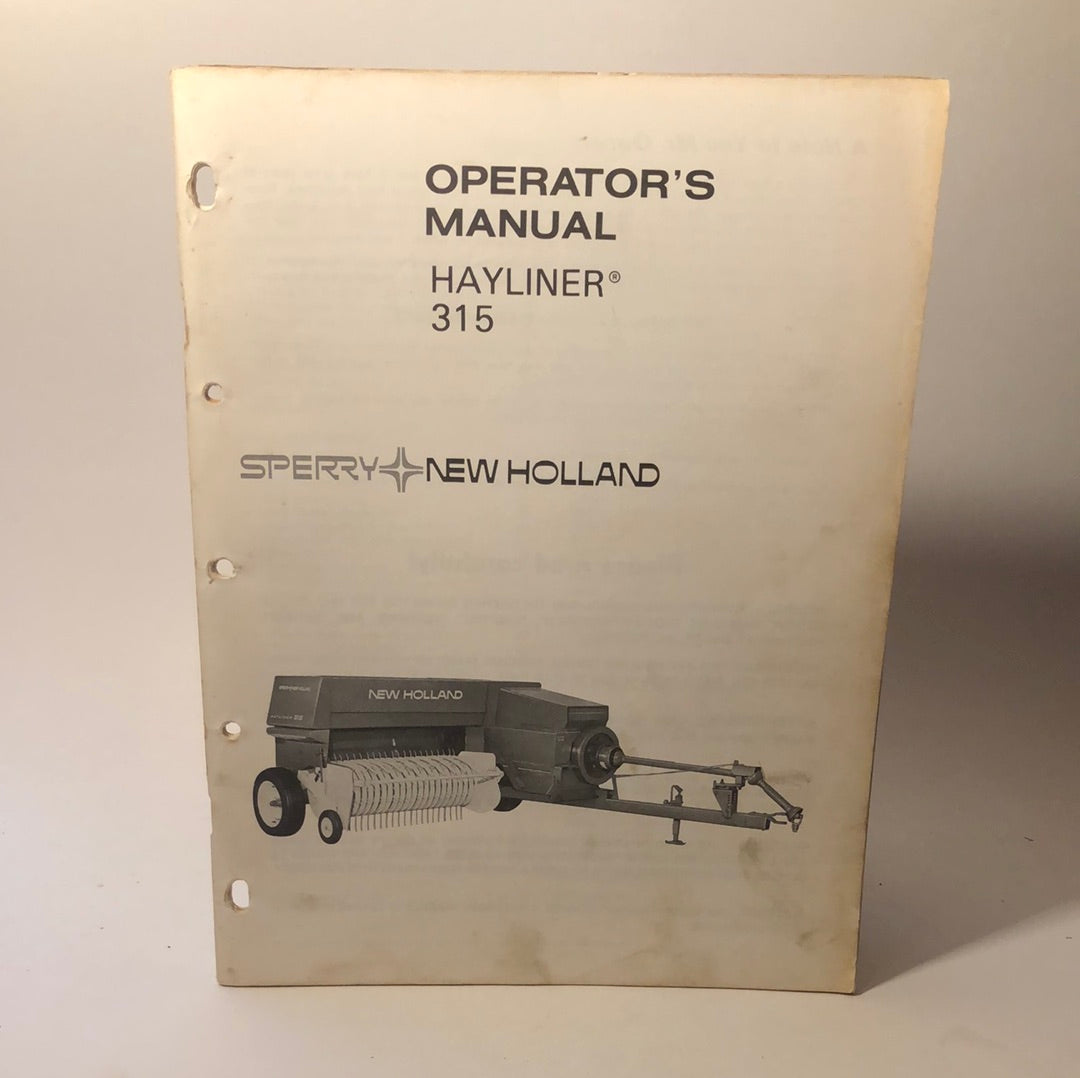 OPERATOR'S
MANUAL
HAYLINER®
315
SPERRY NEW HOLLAND
NEW HOLLAND